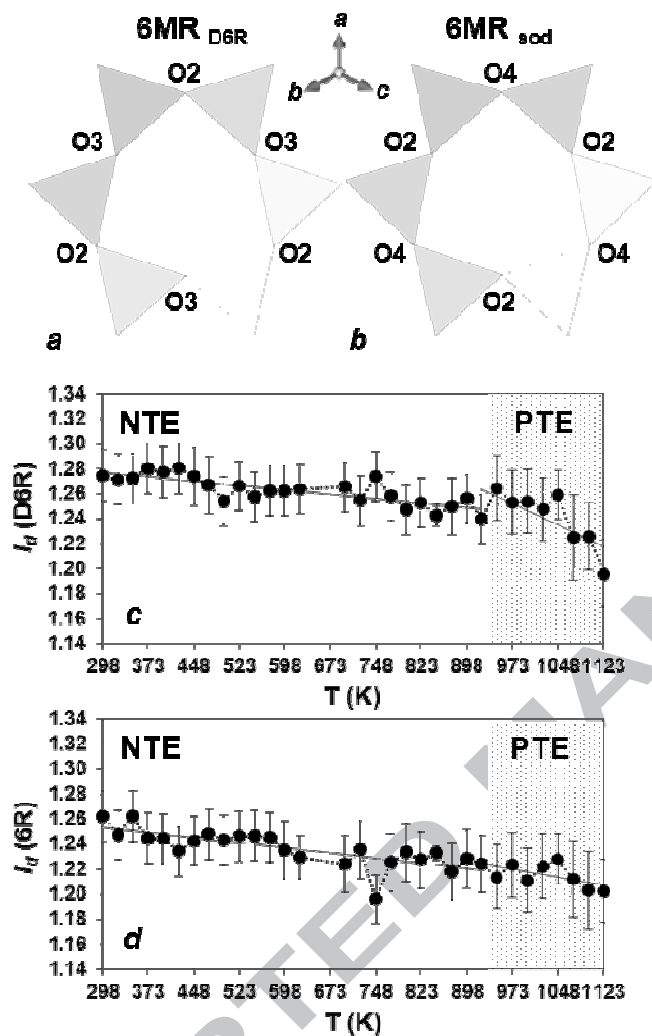 6MR D6R
6MR sod
a
b
c
O2
O3
O3
O2
O2
O3
a
O4
O2
O2
O4
O4
O2
b
1.34
1.32
1.30
1.28
1.26
1.24
1.22
1.20
1.18
1.16
1.14
Id (D6R)
NTE
PTE
c
298 373 448 523 598 673 748 823 898 973 1048 1123
T (K)
1.34
1.32
1.30
1.28
1.26
1.24
1.22
1.20
1.18
1.16
1.14
Id (6R)
NTE
PTE
d
298 373 448 523 598 673 748 823 898 973 1048 1123
T (K)